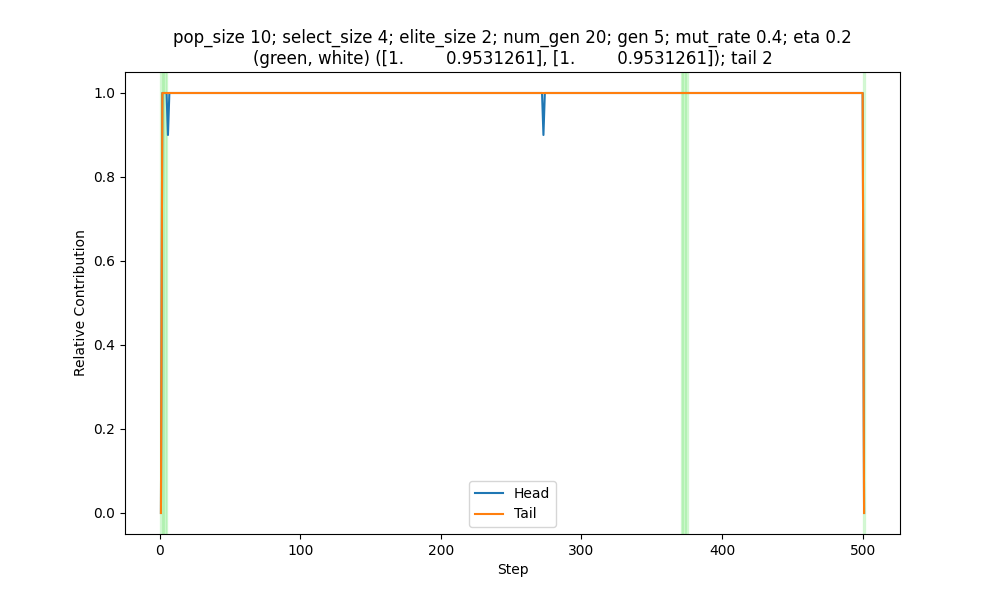 pop_size 10; select_size 4; elite_size 2; num_gen 20; gen 5; mut_rate 0.4; eta 0.2
(green, white) ([1.         0.9531261], [1.         0.9531261]); tail 2
1.0
0.8
0.6
0.4
0.2
0.0
Relative Contribution
Head
Tail
0 100 200 300 400 500
Step